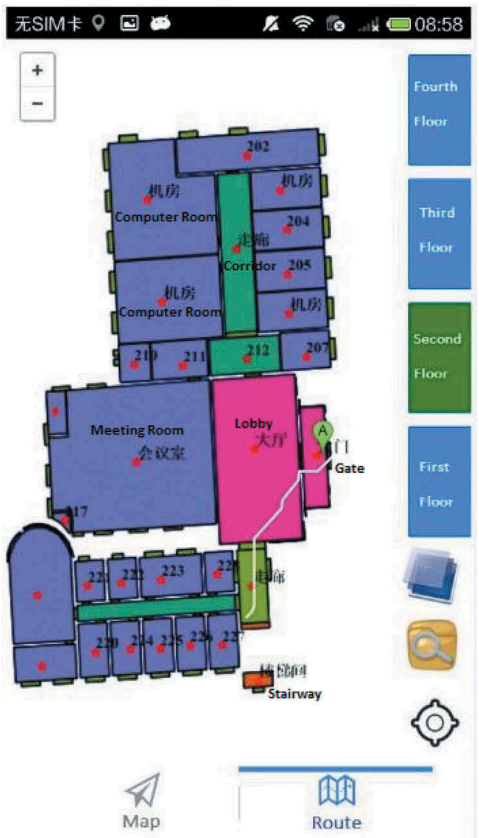 无SIM卡 08:58
+
−
Fourth
Floor
Third
Floor
Second
Floor
First
Floor
202
机房
Computer Room
机房
204
走廊
Corridor
205
机房
Computer Room
机房
210
211
212
207
Meeting Room
会议室
Lobby
大厅
A
门
Gate
217
221
222
223
228
走廊
220
224
225
226
227
楼梯间
Stairway
Map
Route